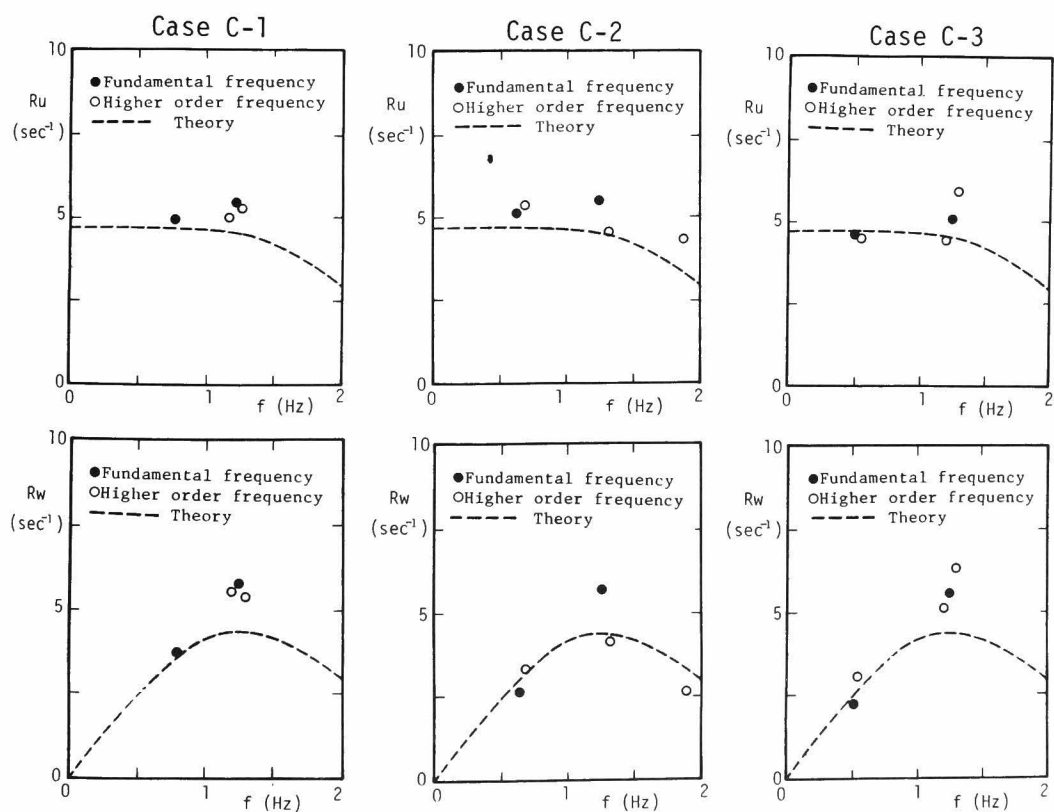 Case C-1
10
Ru
(sec⁻¹)
●Fundamental frequency
○Higher order frequency
--- Theory
5
0
0
1
f (Hz)
2
Case C-2
10
Ru
(sec⁻¹)
●Fundamental frequency
○Higher order frequency
--- Theory
5
0
0
1
f (Hz)
2
Case C-3
10
Ru
(sec⁻¹)
●Fundamental frequency
○Higher order frequency
--- Theory
5
0
0
1
f (Hz)
2
10
Rw
(sec⁻¹)
●Fundamental frequency
○Higher order frequency
--- Theory
5
0
0
1
f (Hz)
2
10
Rw
(sec⁻¹)
●Fundamental frequency
○Higher order frequency
--- Theory
5
0
0
1
f (Hz)
2
10
Rw
(sec⁻¹)
●Fundamental frequency
○Higher order frequency
--- Theory
5
0
0
1
f (Hz)
2